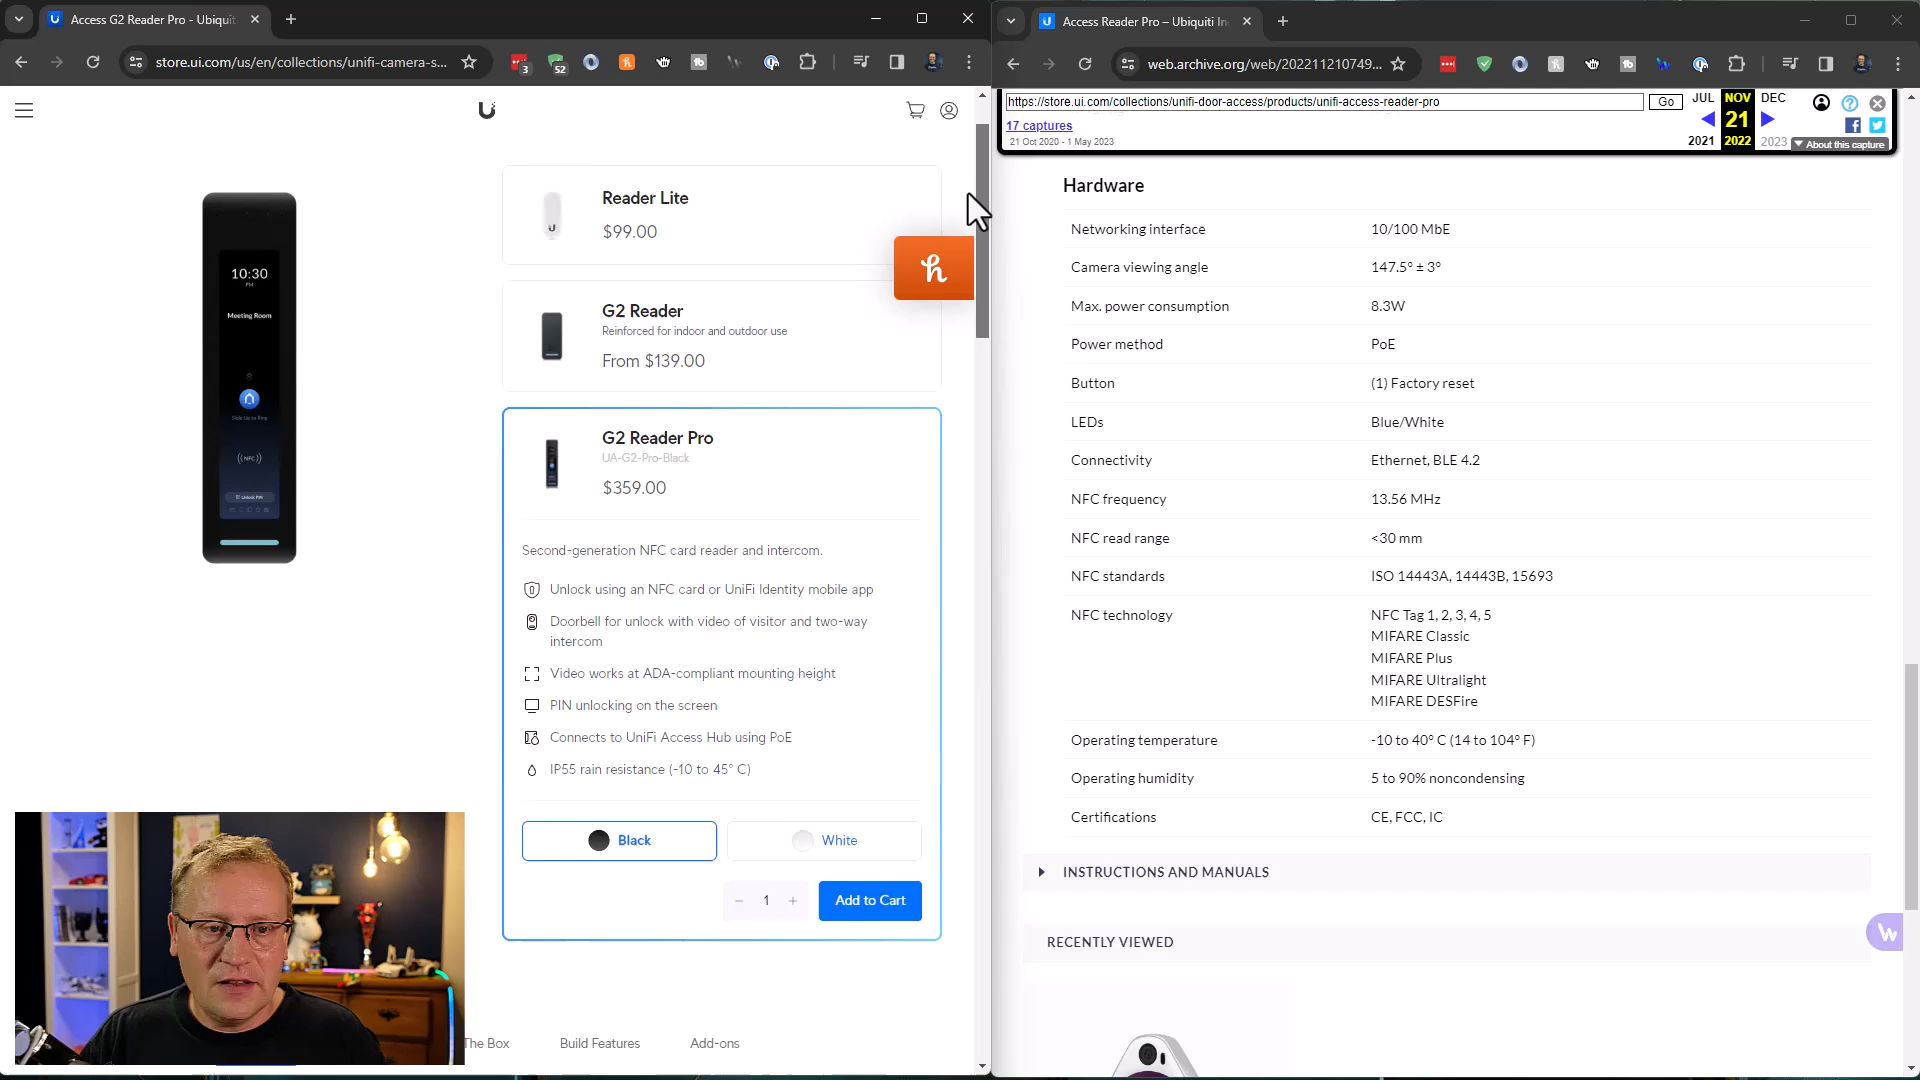 Access G2 Reader Pro - Ubiquit
store.ui.com/us/en/collections/unifi-camera-s...
3
52
10:30
PM
Meeting Room
Slide Up to Ring
((NFC))
Unlock PIN
Reader Lite
$99.00
G2 Reader
Reinforced for indoor and outdoor use
From $139.00
G2 Reader Pro
UA-G2-Pro-Black
$359.00
Second-generation NFC card reader and intercom.
Unlock using an NFC card or UniFi Identity mobile app
Doorbell for unlock with video of visitor and two-way
intercom
Video works at ADA-compliant mounting height
PIN unlocking on the screen
Connects to UniFi Access Hub using PoE
IP55 rain resistance (-10 to 45° C)
Black
White
1
Add to Cart
The Box
Build Features
Add-ons
Access Reader Pro – Ubiquiti In
web.archive.org/web/202211210749...
https://store.ui.com/collections/unifi-door-access/products/unifi-access-reader-pro
Go
JUL
NOV
DEC
17 captures
21
21 Oct 2020 - 1 May 2023
2021
2022
2023
About this capture
Hardware
Networking interface
10/100 MbE
Camera viewing angle
147.5° ± 3°
Max. power consumption
8.3W
Power method
PoE
Button
(1) Factory reset
LEDs
Blue/White
Connectivity
Ethernet, BLE 4.2
NFC frequency
13.56 MHz
NFC read range
<30 mm
NFC standards
ISO 14443A, 14443B, 15693
NFC technology
NFC Tag 1, 2, 3, 4, 5
MIFARE Classic
MIFARE Plus
MIFARE Ultralight
MIFARE DESFire
Operating temperature
-10 to 40° C (14 to 104° F)
Operating humidity
5 to 90% noncondensing
Certifications
CE, FCC, IC
INSTRUCTIONS AND MANUALS
RECENTLY VIEWED